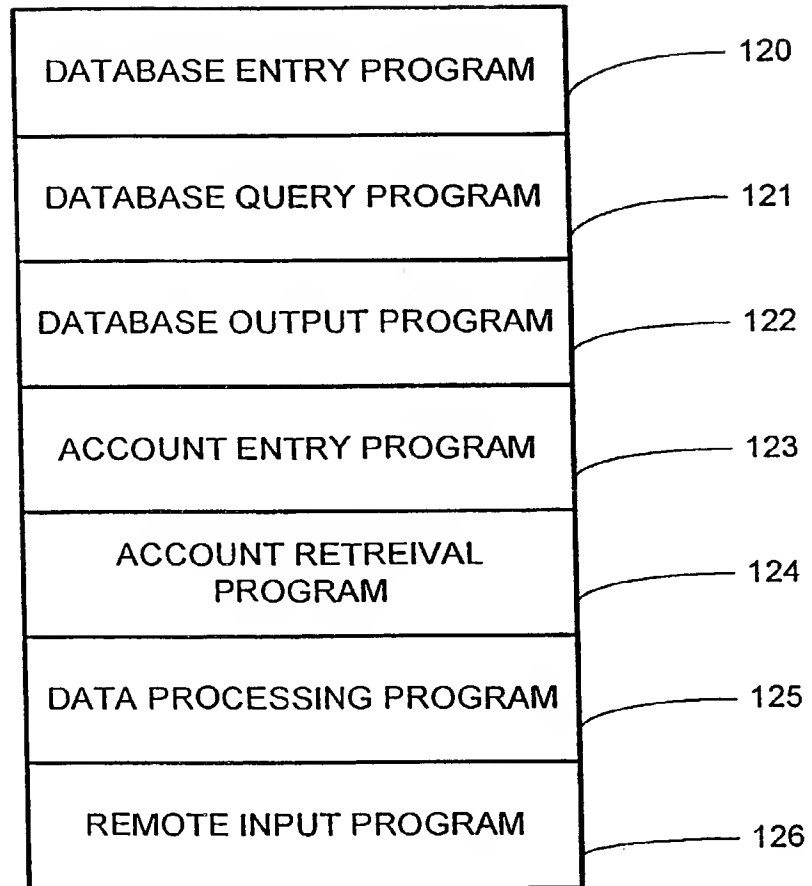 DATABASE ENTRY PROGRAM 120
DATABASE QUERY PROGRAM 121
DATABASE OUTPUT PROGRAM 122
ACCOUNT ENTRY PROGRAM 123
ACCOUNT RETREIVAL
PROGRAM 124
DATA PROCESSING PROGRAM 125
REMOTE INPUT PROGRAM 126